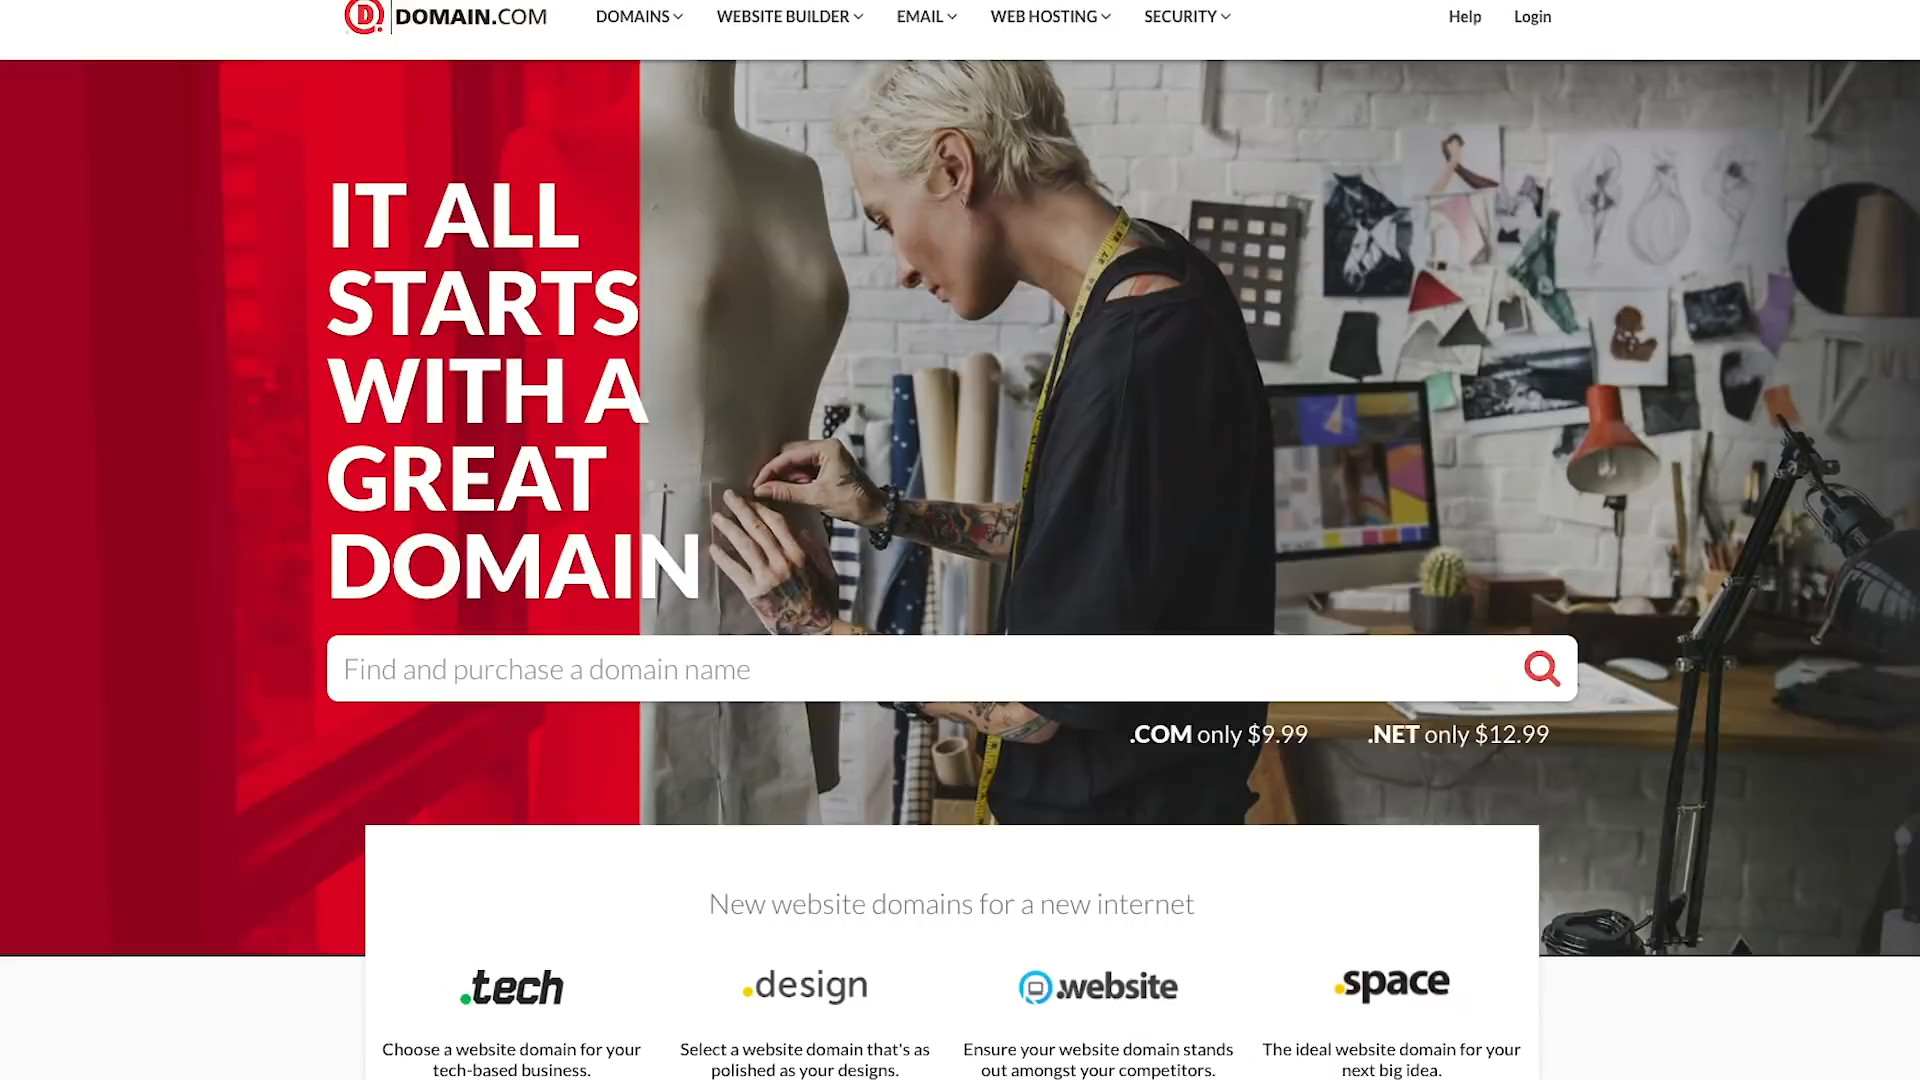 DOMAIN.COM
DOMAINS
WEBSITE BUILDER
EMAIL
WEB HOSTING
SECURITY
Help
Login
IT ALL
STARTS
WITH A
GREAT
DOMAIN
Find and purchase a domain name
.COM only $9.99
.NET only $12.99
New website domains for a new internet
.tech
.design
.website
.space
Choose a website domain for your
tech-based business.
Select a website domain that's as
polished as your designs.
Ensure your website domain stands
out amongst your competitors.
The ideal website domain for your
next big idea.